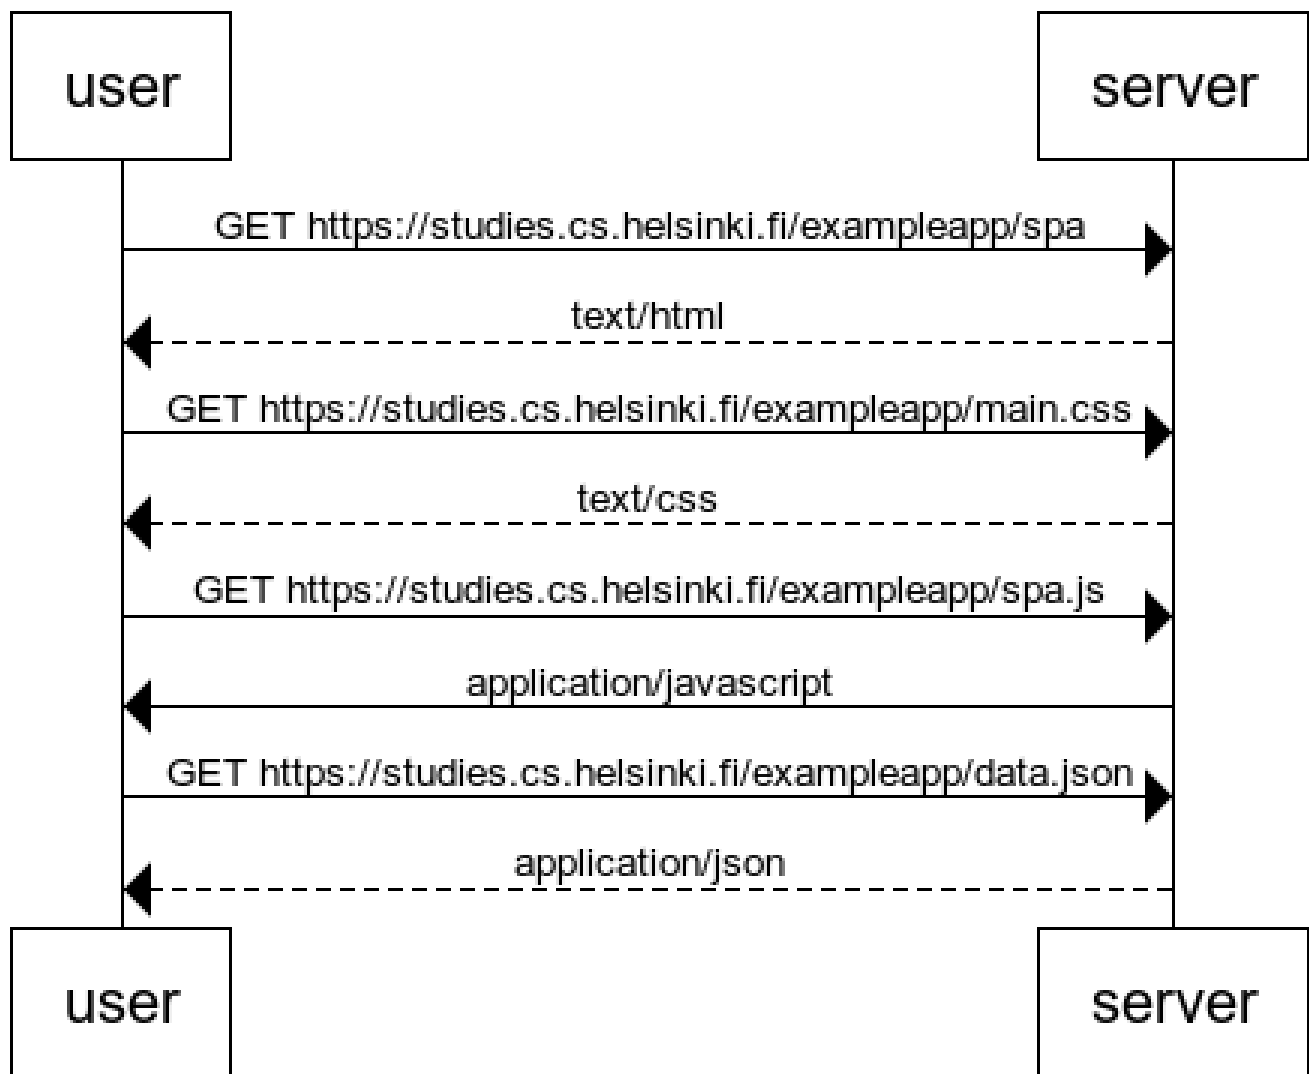 user
server
GET https://studies.cs.helsinki.fi/exampleapp/spa
text/html
GET https://studies.cs.helsinki.fi/exampleapp/main.css
text/css
GET https://studies.cs.helsinki.fi/exampleapp/spa.js
application/javascript
GET https://studies.cs.helsinki.fi/exampleapp/data.json
application/json
user
server